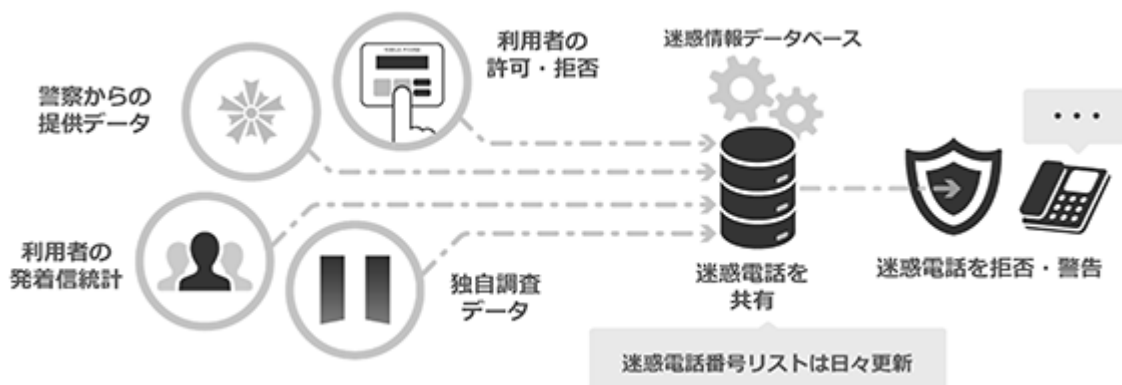 利用者の
許可・拒否
迷惑情報データベース
警察からの
提供データ
・・・
利用者の
発着信統計
独自調査
データ
迷惑電話を
共有
迷惑電話を拒否・警告
迷惑電話番号リストは日々更新